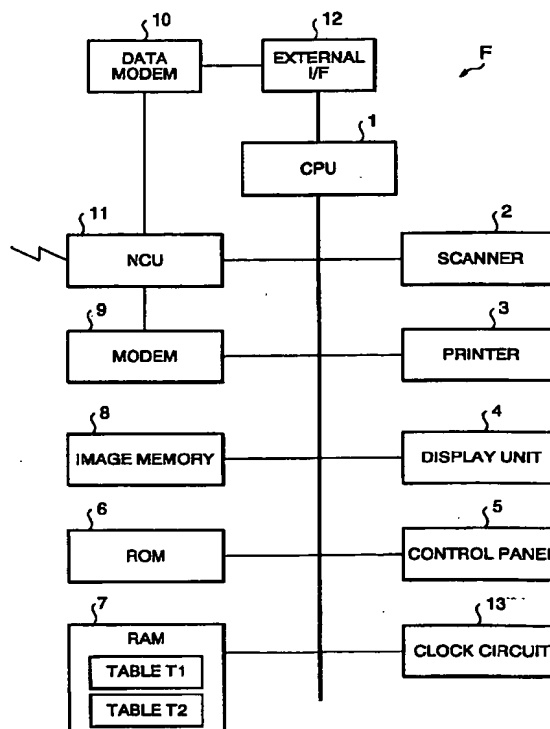 10
DATA
MODEM
12
EXTERNAL
I/F
F
1
CPU
11
NCU
2
SCANNER
9
MODEM
3
PRINTER
8
IMAGE MEMORY
4
DISPLAY UNIT
6
ROM
5
CONTROL PANEL
7
RAM
TABLE T1
TABLE T2
13
CLOCK CIRCUIT